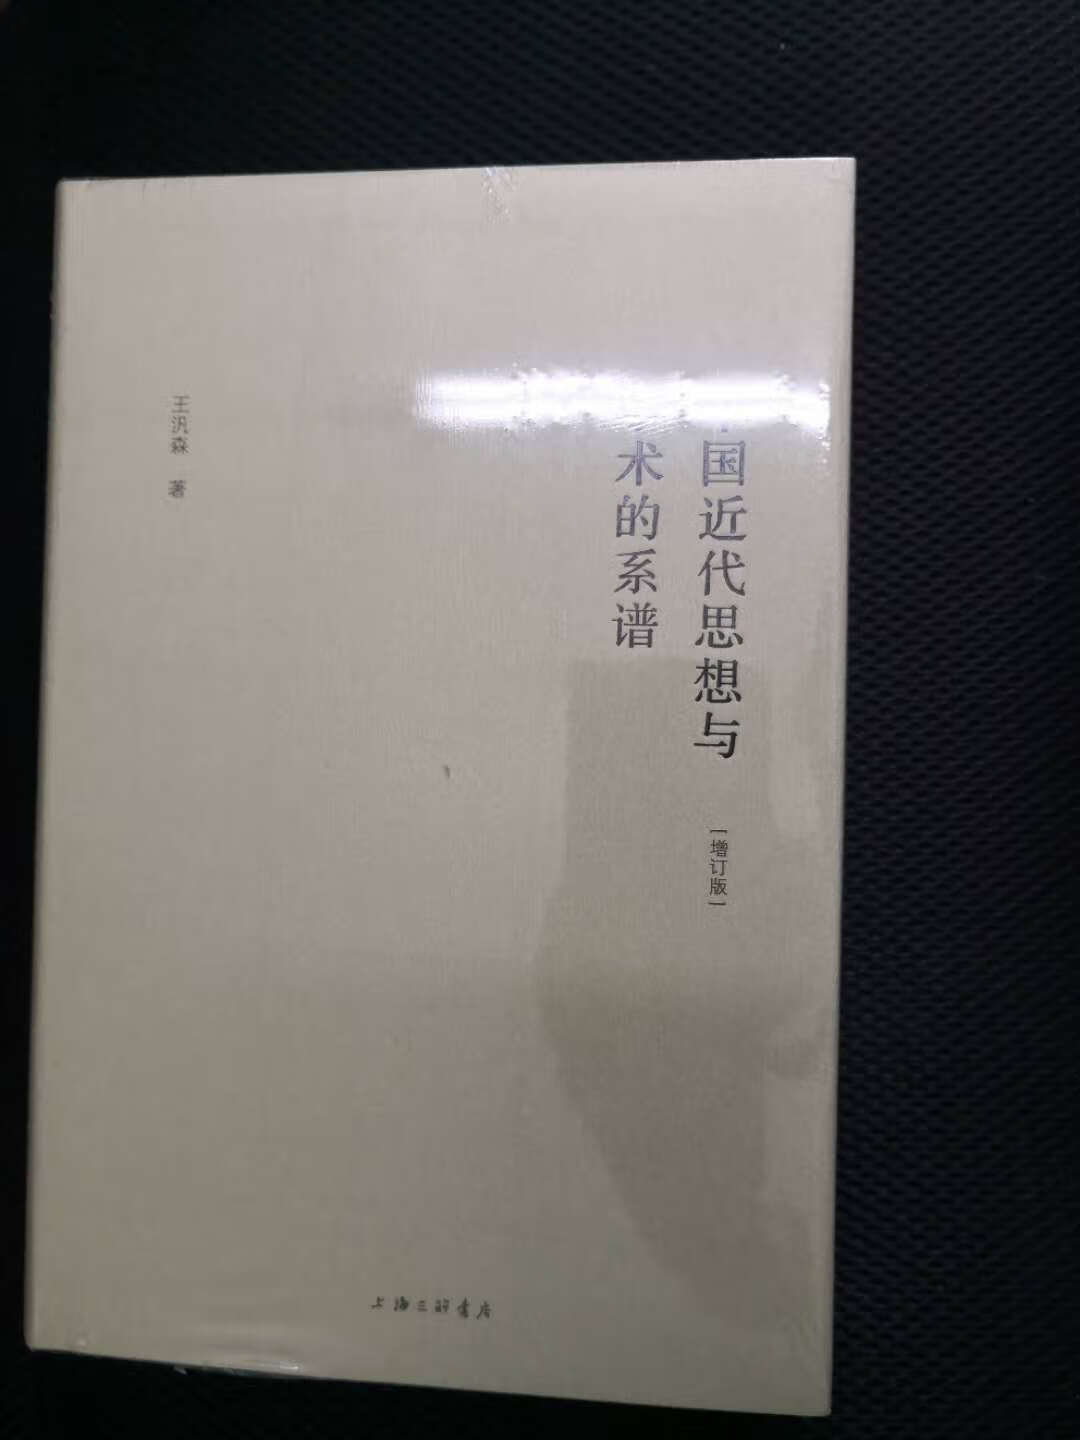 国近代思想与
术的系谱
[增订版]
王汎森 著
上海三联书店